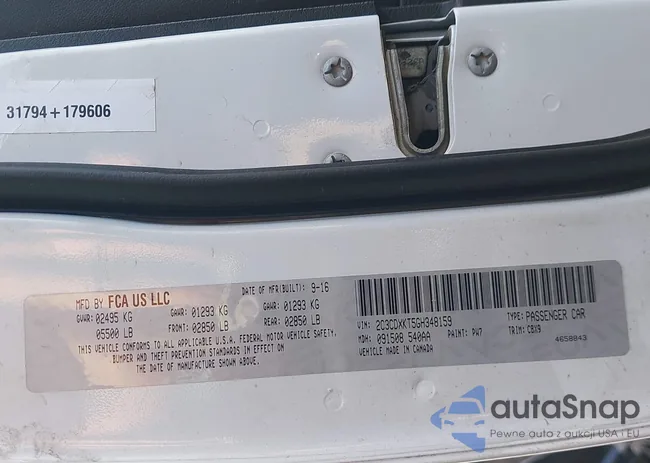 31794+179606
MFD BY FCA US LLC
DATE OF MFR(BUILT): 9-16
GVWR: 02495 KG GAWR: 01293 KG GAWR: 01293 KG
05500 LB FRONT: 02850 LB REAR: 02850 LB
THIS VEHICLE CONFORMS TO ALL APPLICABLE U.S.A. FEDERAL MOTOR VEHICLE SAFETY,
BUMPER AND THEFT PREVENTION STANDARDS IN EFFECT ON
THE DATE OF MANUFACTURE SHOWN ABOVE.
VIN: 2C3CDXKT5GH348159 TYPE: PASSENGER CAR
MDH: 091508 540AA PAINT: PW7 TRIM: CBX9
MADE IN CANADA 4658843
autaSnap
Pewne auta z aukcji USA i EU